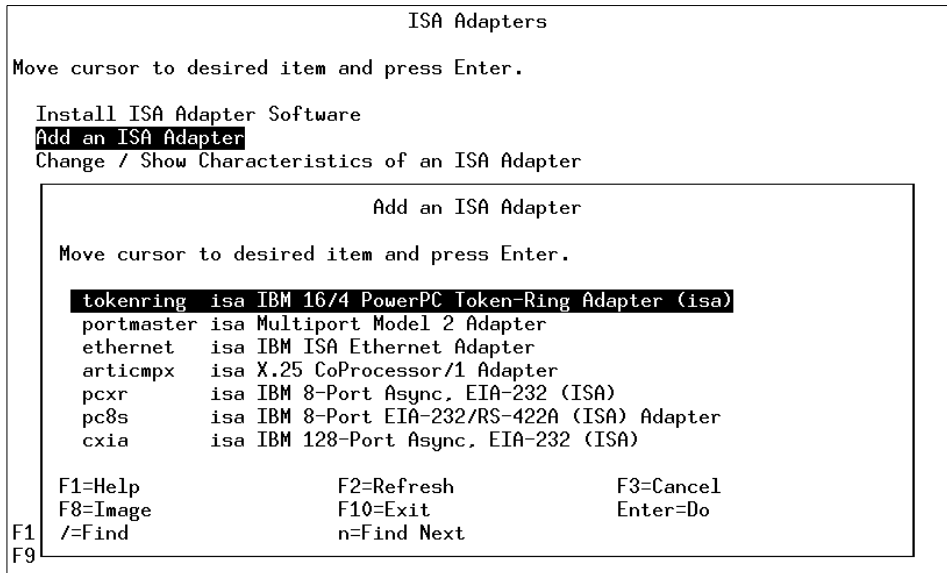 ISA Adapters
Move cursor to desired item and press Enter.
Install ISA Adapter Software
Add an ISA Adapter
Change / Show Characteristics of an ISA Adapter
Add an ISA Adapter
Move cursor to desired item and press Enter.
tokenring isa IBM 16/4 PowerPC Token-Ring Adapter (isa)
portmaster isa Multiport Model 2 Adapter
ethernet isa IBM ISA Ethernet Adapter
articmpx isa X.25 CoProcessor/1 Adapter
pcxr isa IBM 8-Port Async, EIA-232 (ISA)
pc8s isa IBM 8-Port EIA-232/RS-422A (ISA) Adapter
cxia isa IBM 128-Port Async, EIA-232 (ISA)
F1=Help F2=Refresh F3=Cancel
F8=Image F10=Exit Enter=Do
F1 /=Find n=Find Next
F9